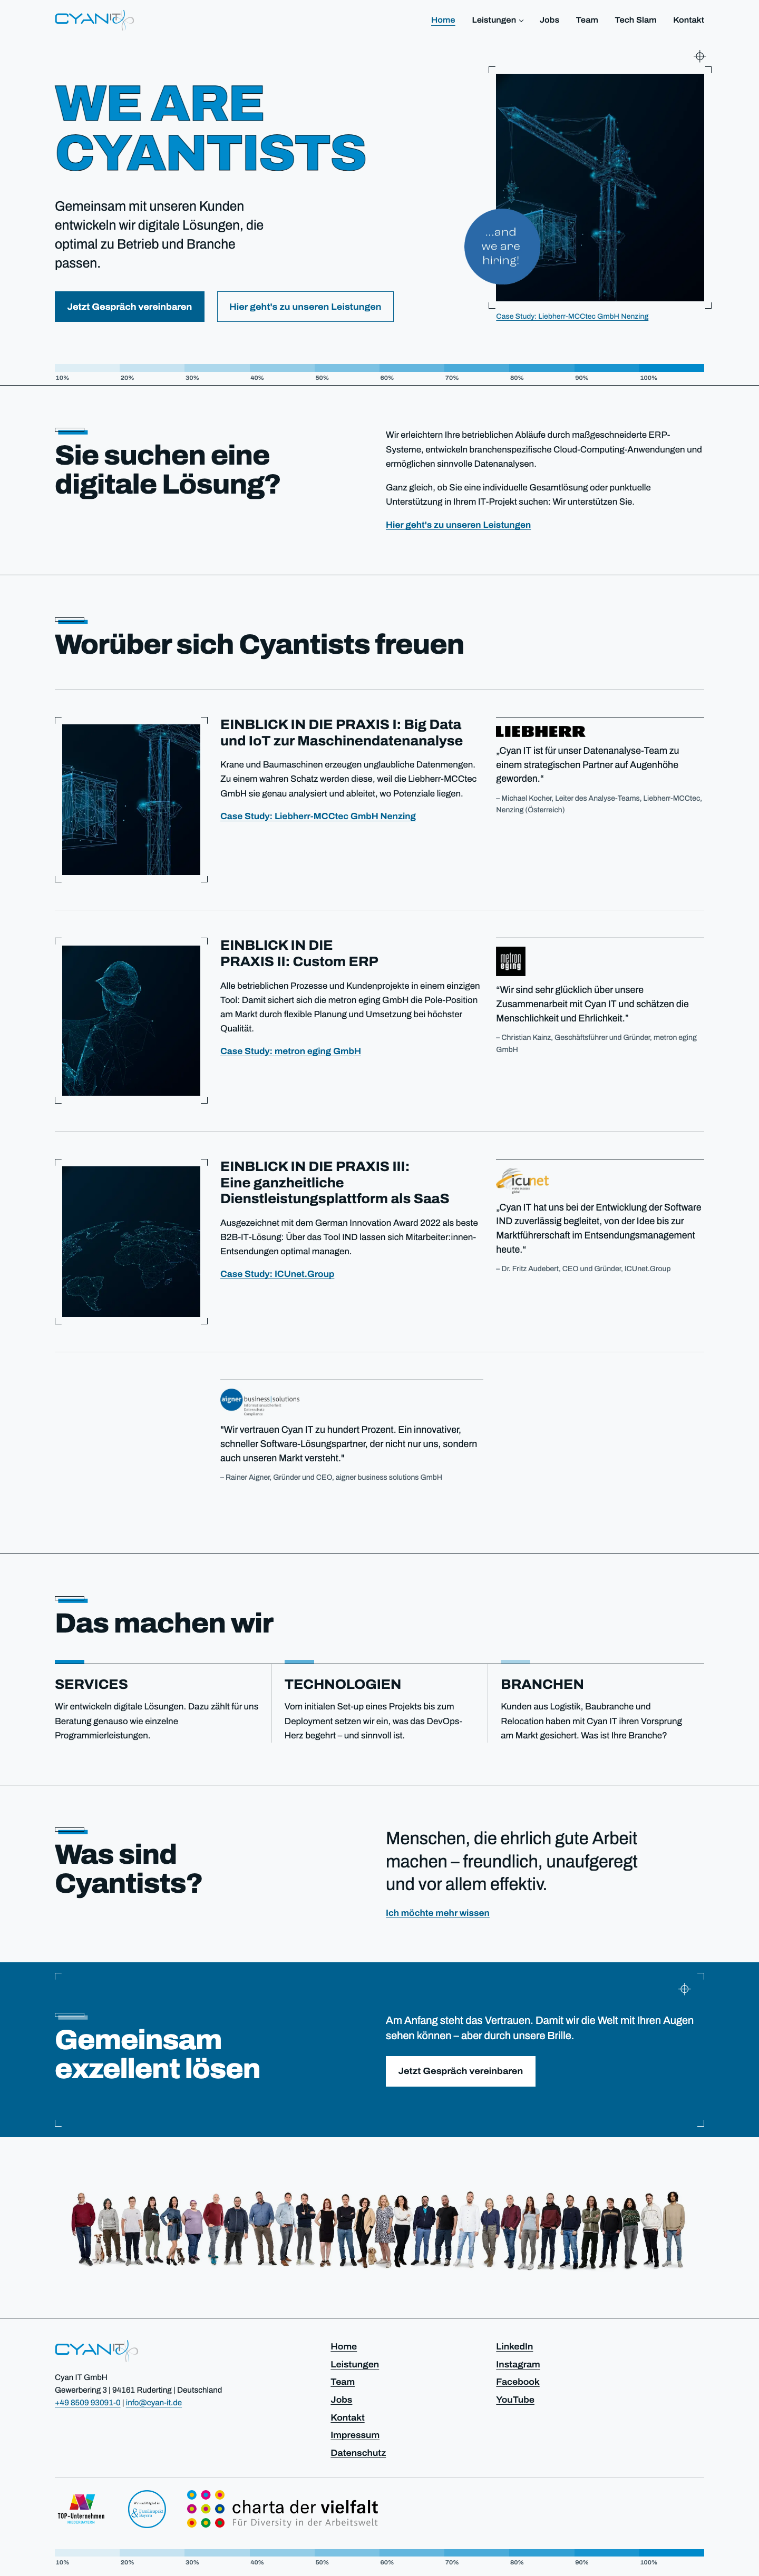 CYAN IT
Home Leistungen Jobs Team Tech Slam Kontakt
WE ARE
CYANTISTS
Gemeinsam mit unseren Kunden
entwickeln wir digitale Lösungen, die
optimal zu Betrieb und Branche
passen.
Jetzt Gespräch vereinbaren
Hier geht's zu unseren Leistungen
...and
we are
hiring!
Case Study: Liebherr-MCCtec GmbH Nenzing
10% 20% 30% 40% 50% 60% 70% 80% 90% 100%
Sie suchen eine
digitale Lösung?
Wir erleichtern Ihre betrieblichen Abläufe durch maßgeschneiderte ERP-
Systeme, entwickeln branchenspezifische Cloud-Computing-Anwendungen und
ermöglichen sinnvolle Datenanalysen.
Ganz gleich, ob Sie eine individuelle Gesamtlösung oder punktuelle
Unterstützung in Ihrem IT-Projekt suchen: Wir unterstützen Sie.
Hier geht's zu unseren Leistungen
Worüber sich Cyantists freuen
EINBLICK IN DIE PRAXIS I: Big Data
und IoT zur Maschinendatenanalyse
Krane und Baumaschinen erzeugen unglaubliche Datenmengen.
Zu einem wahren Schatz werden diese, weil die Liebherr-MCCtec
GmbH sie genau analysiert und ableitet, wo Potenziale liegen.
Case Study: Liebherr-MCCtec GmbH Nenzing
LIEBHERR
„Cyan IT ist für unser Datenanalyse-Team zu
einem strategischen Partner auf Augenhöhe
geworden.“
– Michael Kocher, Leiter des Analyse-Teams, Liebherr-MCCtec,
Nenzing (Österreich)
EINBLICK IN DIE
PRAXIS II: Custom ERP
Alle betrieblichen Prozesse und Kundenprojekte in einem einzigen
Tool: Damit sichert sich die metron eging GmbH die Pole-Position
am Markt durch flexible Planung und Umsetzung bei höchster
Qualität.
Case Study: metron eging GmbH
metron
eging
“Wir sind sehr glücklich über unsere
Zusammenarbeit mit Cyan IT und schätzen die
Menschlichkeit und Ehrlichkeit.”
– Christian Kainz, Geschäftsführer und Gründer, metron eging
GmbH
EINBLICK IN DIE PRAXIS III:
Eine ganzheitliche
Dienstleistungsplattform als SaaS
Ausgezeichnet mit dem German Innovation Award 2022 als beste
B2B-IT-Lösung: Über das Tool IND lassen sich Mitarbeiter:innen-
Entsendungen optimal managen.
Case Study: ICUnet.Group
icunet
„Cyan IT hat uns bei der Entwicklung der Software
IND zuverlässig begleitet, von der Idee bis zur
Marktführerschaft im Entsendungsmanagement
heute.“
– Dr. Fritz Audebert, CEO und Gründer, ICUnet.Group
aigner business|solutions
Informationssicherheit
Datenschutz
Compliance
"Wir vertrauen Cyan IT zu hundert Prozent. Ein innovativer,
schneller Software-Lösungspartner, der nicht nur uns, sondern
auch unseren Markt versteht."
– Rainer Aigner, Gründer und CEO, aigner business solutions GmbH
Das machen wir
SERVICES
Wir entwickeln digitale Lösungen. Dazu zählt für uns
Beratung genauso wie einzelne
Programmierleistungen.
TECHNOLOGIEN
Vom initialen Set-up eines Projekts bis zum
Deployment setzen wir ein, was das DevOps-
Herz begehrt – und sinnvoll ist.
BRANCHEN
Kunden aus Logistik, Baubranche und
Relocation haben mit Cyan IT ihren Vorsprung
am Markt gesichert. Was ist Ihre Branche?
Was sind
Cyantists?
Menschen, die ehrlich gute Arbeit
machen – freundlich, unaufgeregt
und vor allem effektiv.
Ich möchte mehr wissen
Gemeinsam
exzellent lösen
Am Anfang steht das Vertrauen. Damit wir die Welt mit Ihren Augen
sehen können – aber durch unsere Brille.
Jetzt Gespräch vereinbaren
CYAN IT
Cyan IT GmbH
Gewerbering 3 | 94161 Ruderting | Deutschland
+49 8509 93091-0 | info@cyan-it.de
Home
Leistungen
Team
Jobs
Kontakt
Impressum
Datenschutz
LinkedIn
Instagram
Facebook
YouTube
TOP-Unternehmen
NIEDERBAYERN
Wir sind Mitglied im
Familienpakt
Bayern
charta der vielfalt
Für Diversity in der Arbeitswelt
10% 20% 30% 40% 50% 60% 70% 80% 90% 100%